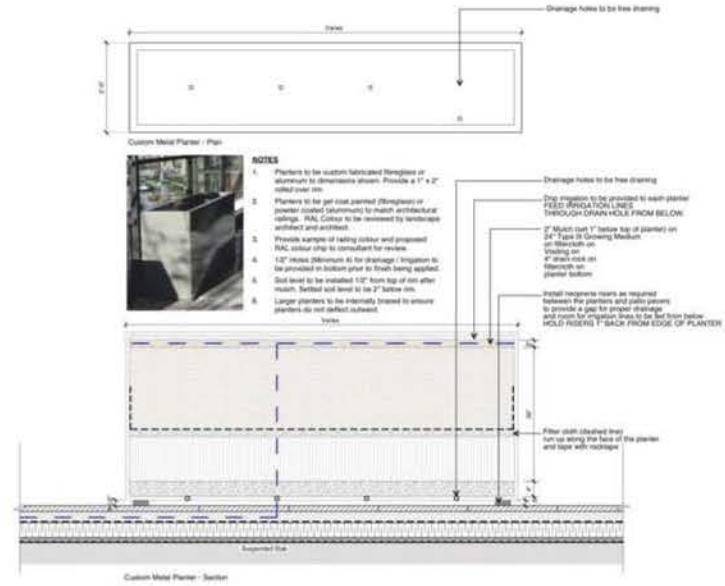 Drainage holes to be free draining
Varies
Custom Metal Planter - Plan
NOTES
1. Planters to be custom fabricated fibreglass or
aluminum to dimensions shown. Provide a 1" x 2"
rolled over rim
2. Planters to be gel coat painted (fibreglass) or
powder coated (aluminum) to match architectural
railings. RAL Colour to be reviewed by landscape
architect and architect.
3. Provide sample of railing colour and proposed
RAL colour chip to consultant for review.
4. 1/2" Holes (Minimum 4) for drainage / Irrigation to
be provided in bottom prior to finish being applied.
5. Soil level to be installed 1/2" from top of rim after
mulch. Settled soil level to be 2" below rim.
6. Larger planters to be internally braced to ensure
planters do not deflect outward.
Drainage holes to be free draining
Drip irrigation to be provided to each planter
FEED IRRIGATION LINES
THROUGH DRAIN HOLE FROM BELOW.
2" Mulch (set 1" below top of planter) on
24" Type Growing Medium
on filtercloth on
on
4" drain rock on
filtercloth on
planter bottom
Install neoprene risers as required
between the planters and patio pavers
to provide a gap for proper drainage
and room for irrigation lines to be fed from below
HOLD RISERS 1" BACK FROM EDGE OF PLANTER
Varies
Filter cloth (dashed line)
run up along the face of the planter
and tape with
Suspended Slab
Custom Metal Planter - Section